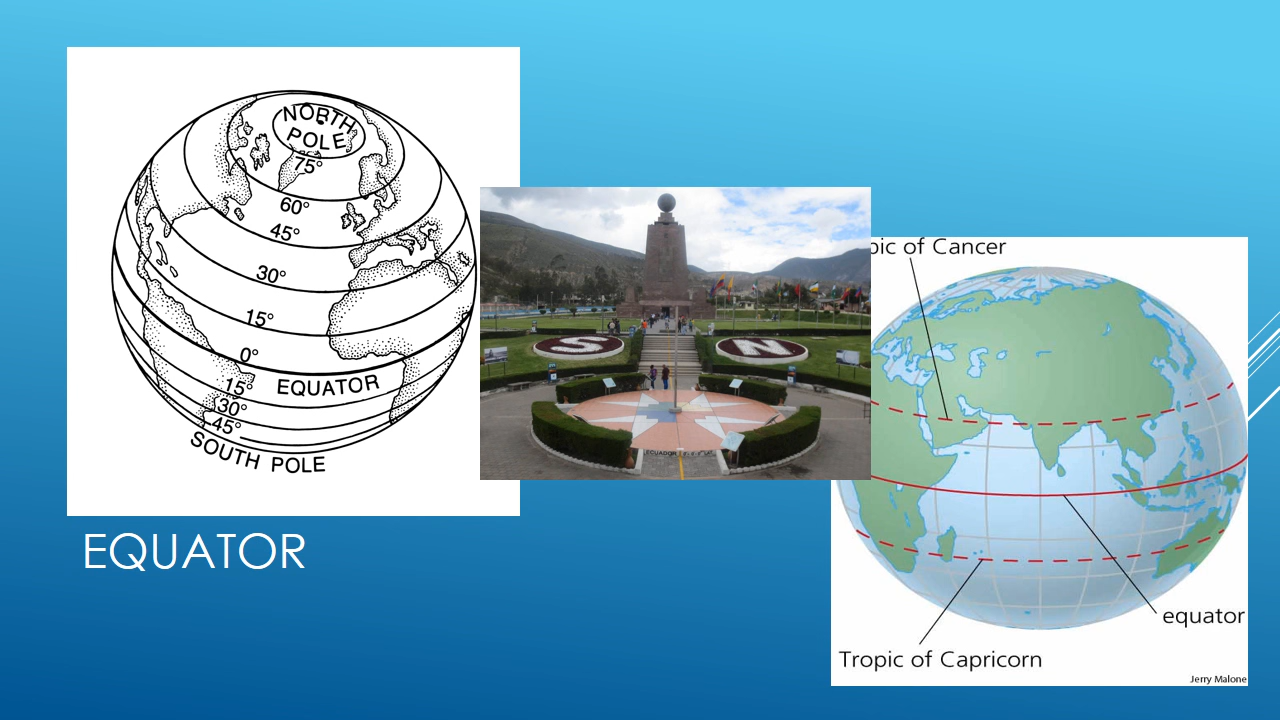 NORTH
POLE
75°
60°
45°
30°
15°
0°
EQUATOR
15°
30°
45°
SOUTH POLE
S
N
pic of Cancer
equator
Tropic of Capricorn
Jerry Malone
EQUATOR